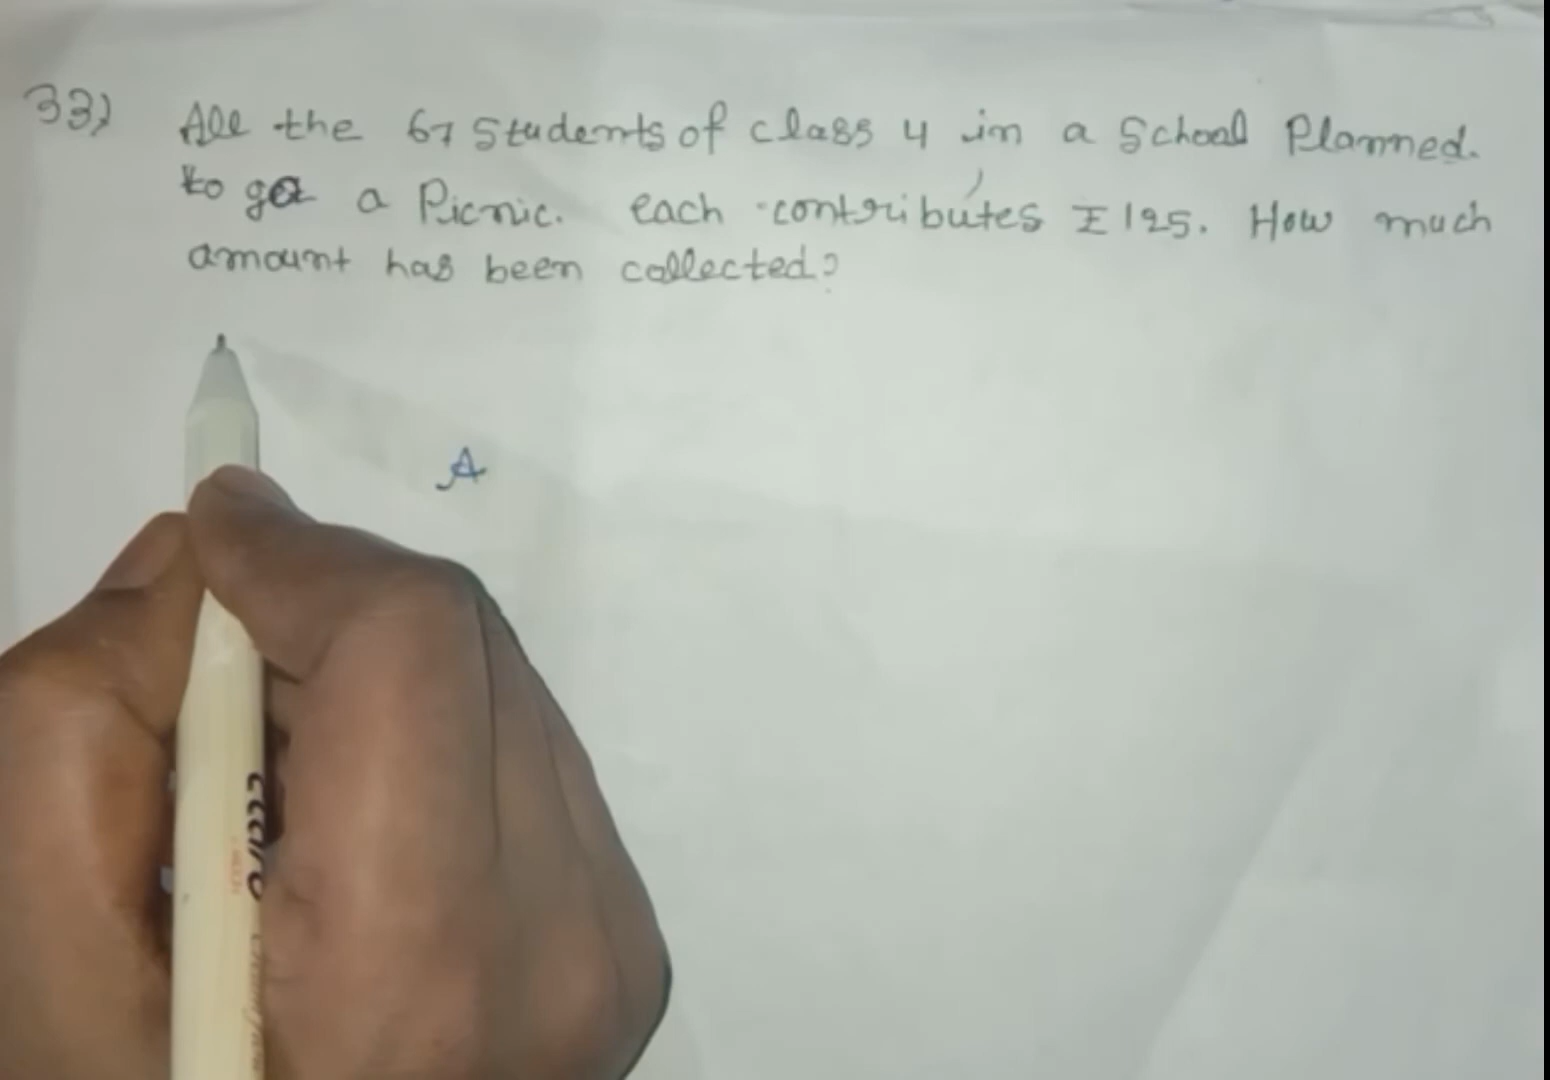 33) All the 67 Students of class 4 in a School Planned.
to go a Picnic. each contributes ₹125. How much
amount has been collected?
A